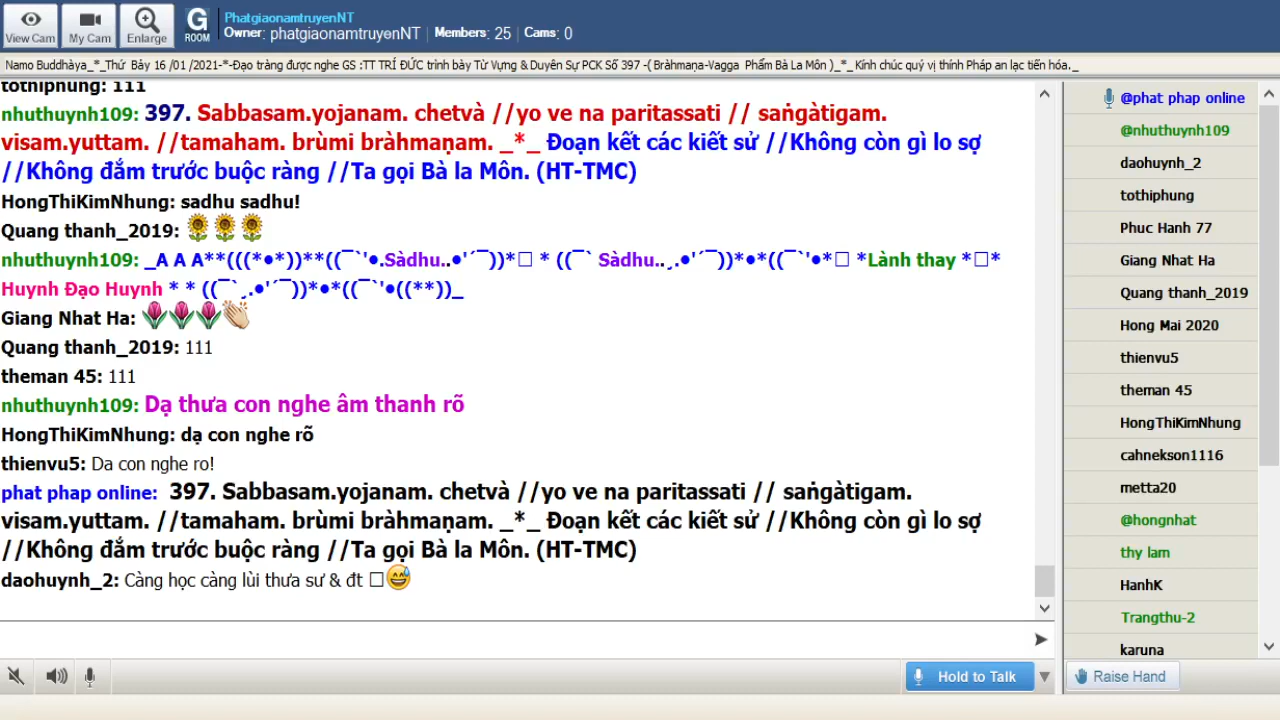 View Cam
My Cam
Enlarge
G
ROOM
PhatgiaonamtruyenNT
Owner: phatgiaonamtruyenNT | Members: 25 | Cams: 0
Namo Buddhàya_*_Thứ Bảy 16 /01 /2021-*-Đạo tràng được nghe GS :TT TRÍ ĐỨC trình bày Từ Vựng & Duyên Sự PCK Số 397 -( Bràhmaṇa-Vagga Phẩm Bà La Môn )_*_ Kính chúc quý vị thính Pháp an lạc tiến hóa._
tothiphung: 111
nhuthuynh109: 397. Sabbasam.yojanam. chetvà //yo ve na paritassati // saṅgàtigam.
visam.yuttam. //tamaham. brùmi bràhmaṇam. _*_ Đoạn kết các kiết sử //Không còn gì lo sợ
//Không đắm trước buộc ràng //Ta gọi Bà la Môn. (HT-TMC)
HongThiKimNhung: sadhu sadhu!
Quang thanh_2019: 🌻🌻🌻
nhuthuynh109: _A A A**(((*•*))**((¯`'•.Sàdhu..•'´¯))*□ * ((¯` Sàdhu..¸.•'´¯))*•*((¯`'•*□ *Lành thay *□*
Huynh Đạo Huynh * * ((¯`¸.•'´¯))*•*((¯`'•((**))_
Giang Nhat Ha: 🌷🌷🌷👏
Quang thanh_2019: 111
theman 45: 111
nhuthuynh109: Dạ thưa con nghe âm thanh rõ
HongThiKimNhung: dạ con nghe rõ
thienvu5: Da con nghe ro!
phat phap online: 397. Sabbasam.yojanam. chetvà //yo ve na paritassati // saṅgàtigam.
visam.yuttam. //tamaham. brùmi bràhmaṇam. _*_ Đoạn kết các kiết sử //Không còn gì lo sợ
//Không đắm trước buộc ràng //Ta gọi Bà la Môn. (HT-TMC)
daohuynh_2: Càng học càng lùi thưa sư & đt □😅
@phat phap online
@nhuthuynh109
daohuynh_2
tothiphung
Phuc Hanh 77
Giang Nhat Ha
Quang thanh_2019
Hong Mai 2020
thienvu5
theman 45
HongThiKimNhung
cahnekson1116
metta20
@hongnhat
thy lam
HanhK
Trangthu-2
karuna
Hold to Talk
Raise Hand